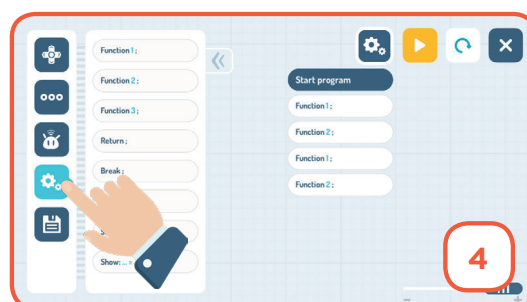 Function 1;
Function 2;
Function 3;
Return;
Break;
Show: ... =
Start program
Function 1;
Function 2;
Function 1;
Function 2;
4